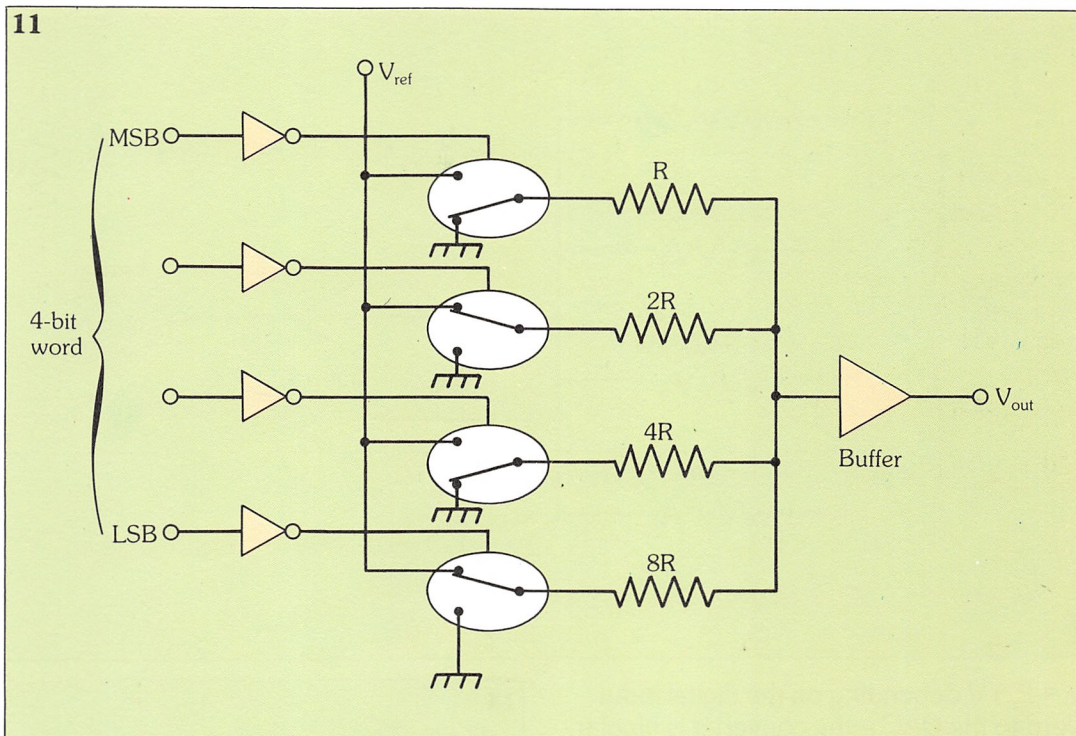 11
V_ref
MSB
R
2R
4-bit
word
4R
V_out
Buffer
LSB
8R